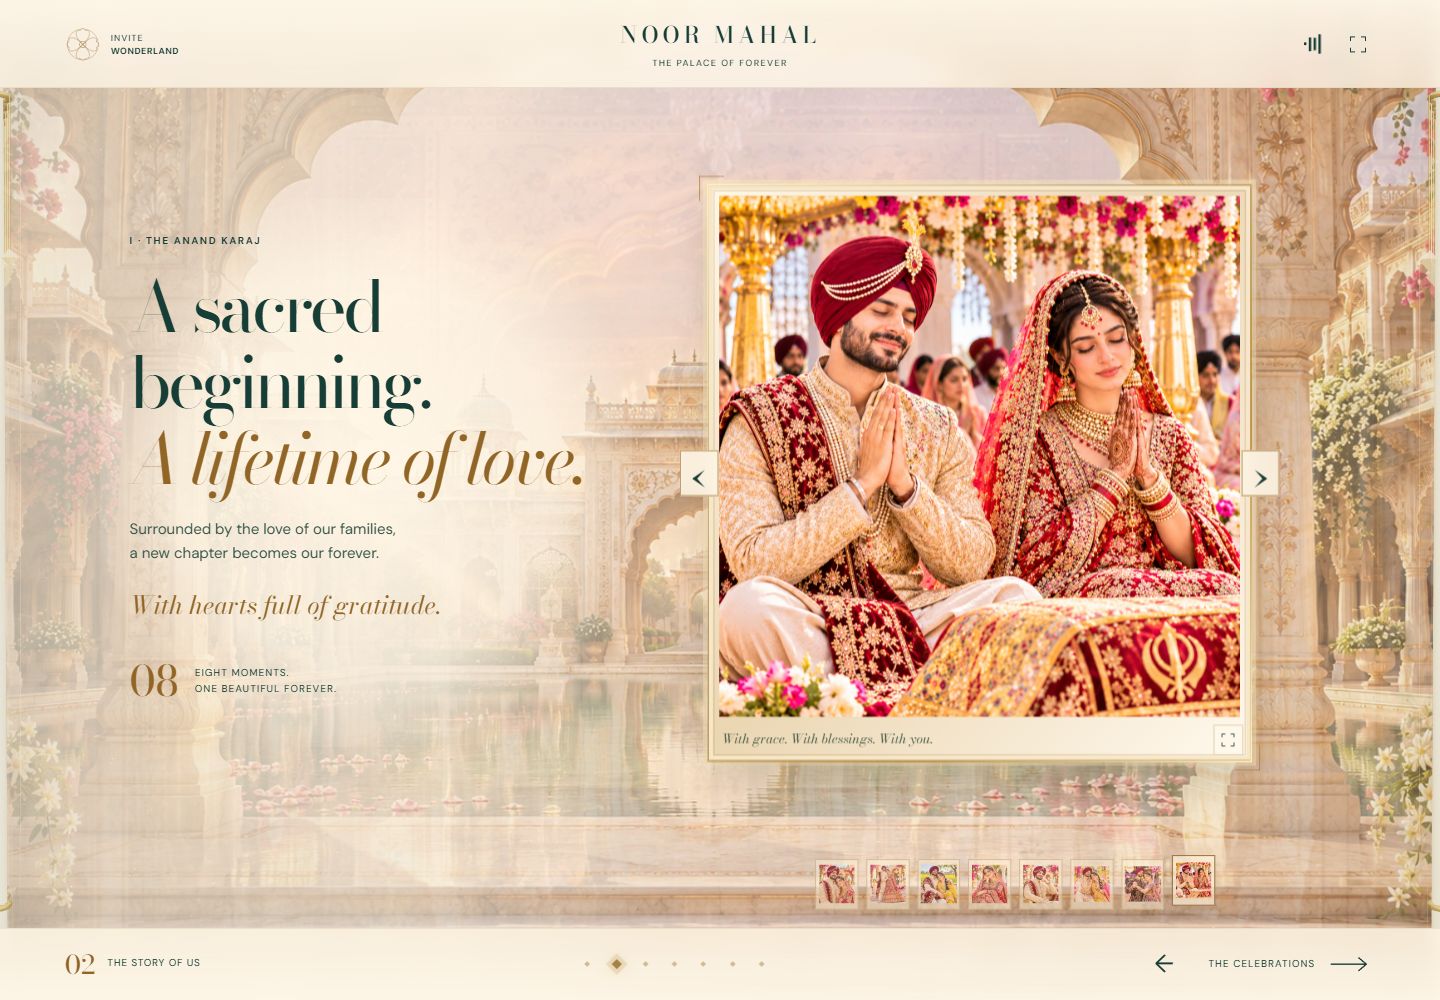 INVITE
WONDERLAND
NOOR MAHAL
THE PALACE OF FOREVER
I · THE ANAND KARAJ
A sacred
beginning.
A lifetime of love.
Surrounded by the love of our families,
a new chapter becomes our forever.
With hearts full of gratitude.
08
EIGHT MOMENTS.
ONE BEAUTIFUL FOREVER.
With grace. With blessings. With you.
02 THE STORY OF US
THE CELEBRATIONS